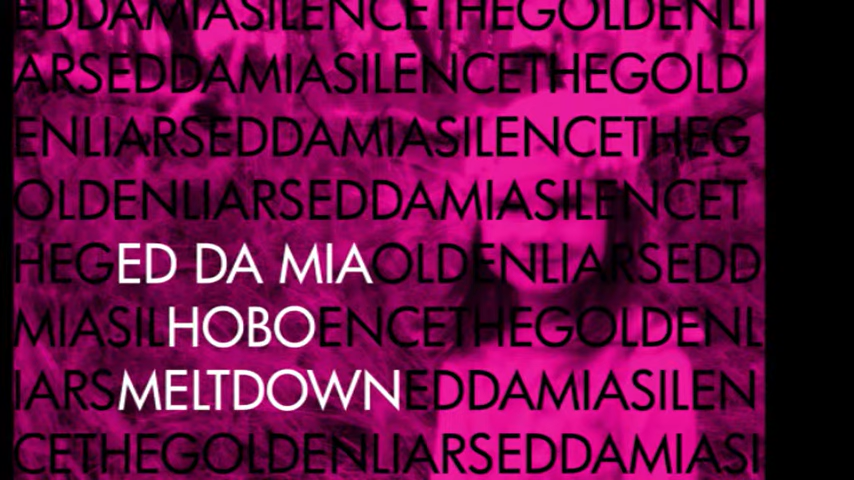 EDDAMIASILENCETHEGOLDENLI
ARSEDDAMIASILENCETHEGOLD
ENLIARSEDDAMIASILENCETHEG
OLDENLIARSEDDAMIASILENCET
HEGED DA MIAOLDENLIARSEDD
MIASILHOBOENCETHEGOLDENL
IARSMELTDOWNEDDAMIASILEN
CETHEGOLDENLIARSEDDAMIASI